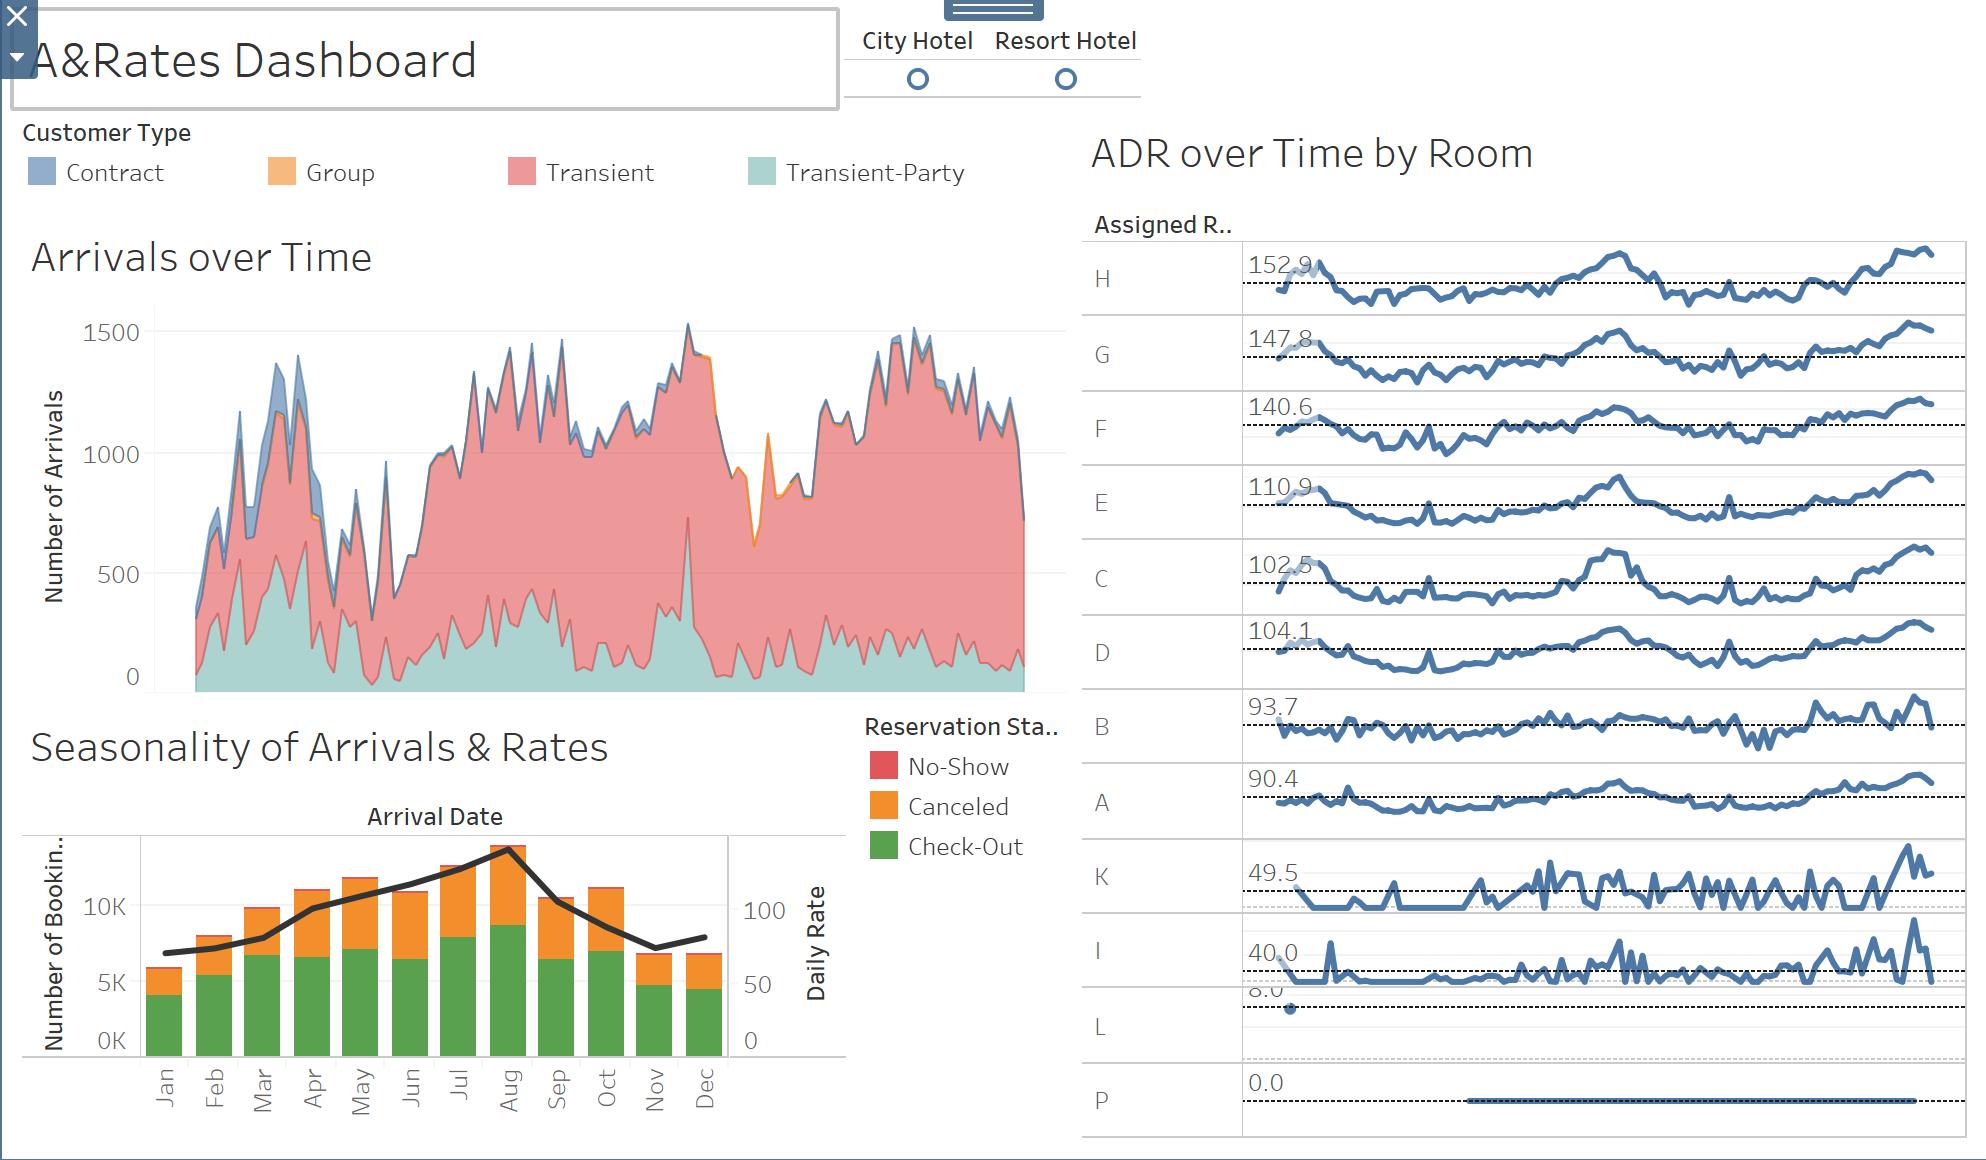 A&Rates Dashboard
City Hotel Resort Hotel
Customer Type
Contract Group Transient Transient-Party
Arrivals over Time
Number of Arrivals
1500
1000
500
0
Seasonality of Arrivals & Rates
Reservation Sta..
No-Show
Canceled
Check-Out
Arrival Date
Number of Bookin..
10K
5K
0K
100
50
0
Daily Rate
Jan Feb Mar Apr May Jun Jul Aug Sep Oct Nov Dec
ADR over Time by Room
Assigned R..
H 152.9
G 147.8
F 140.6
E 110.9
C 102.5
D 104.1
B 93.7
A 90.4
K 49.5
I 40.0
L 8.0
P 0.0